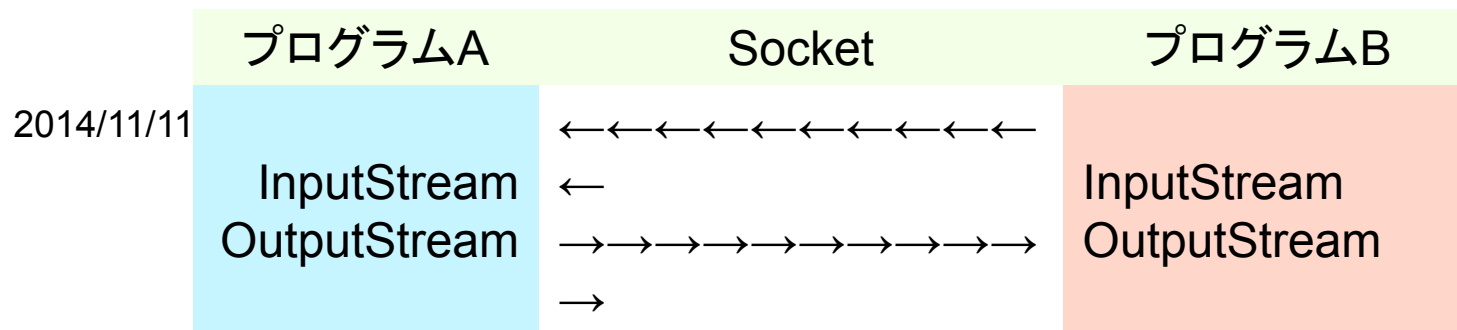 プログラムA Socket プログラムB
2014/11/11
←←←←←←←←←←
InputStream ← InputStream
OutputStream →→→→→→→→→→ OutputStream
→